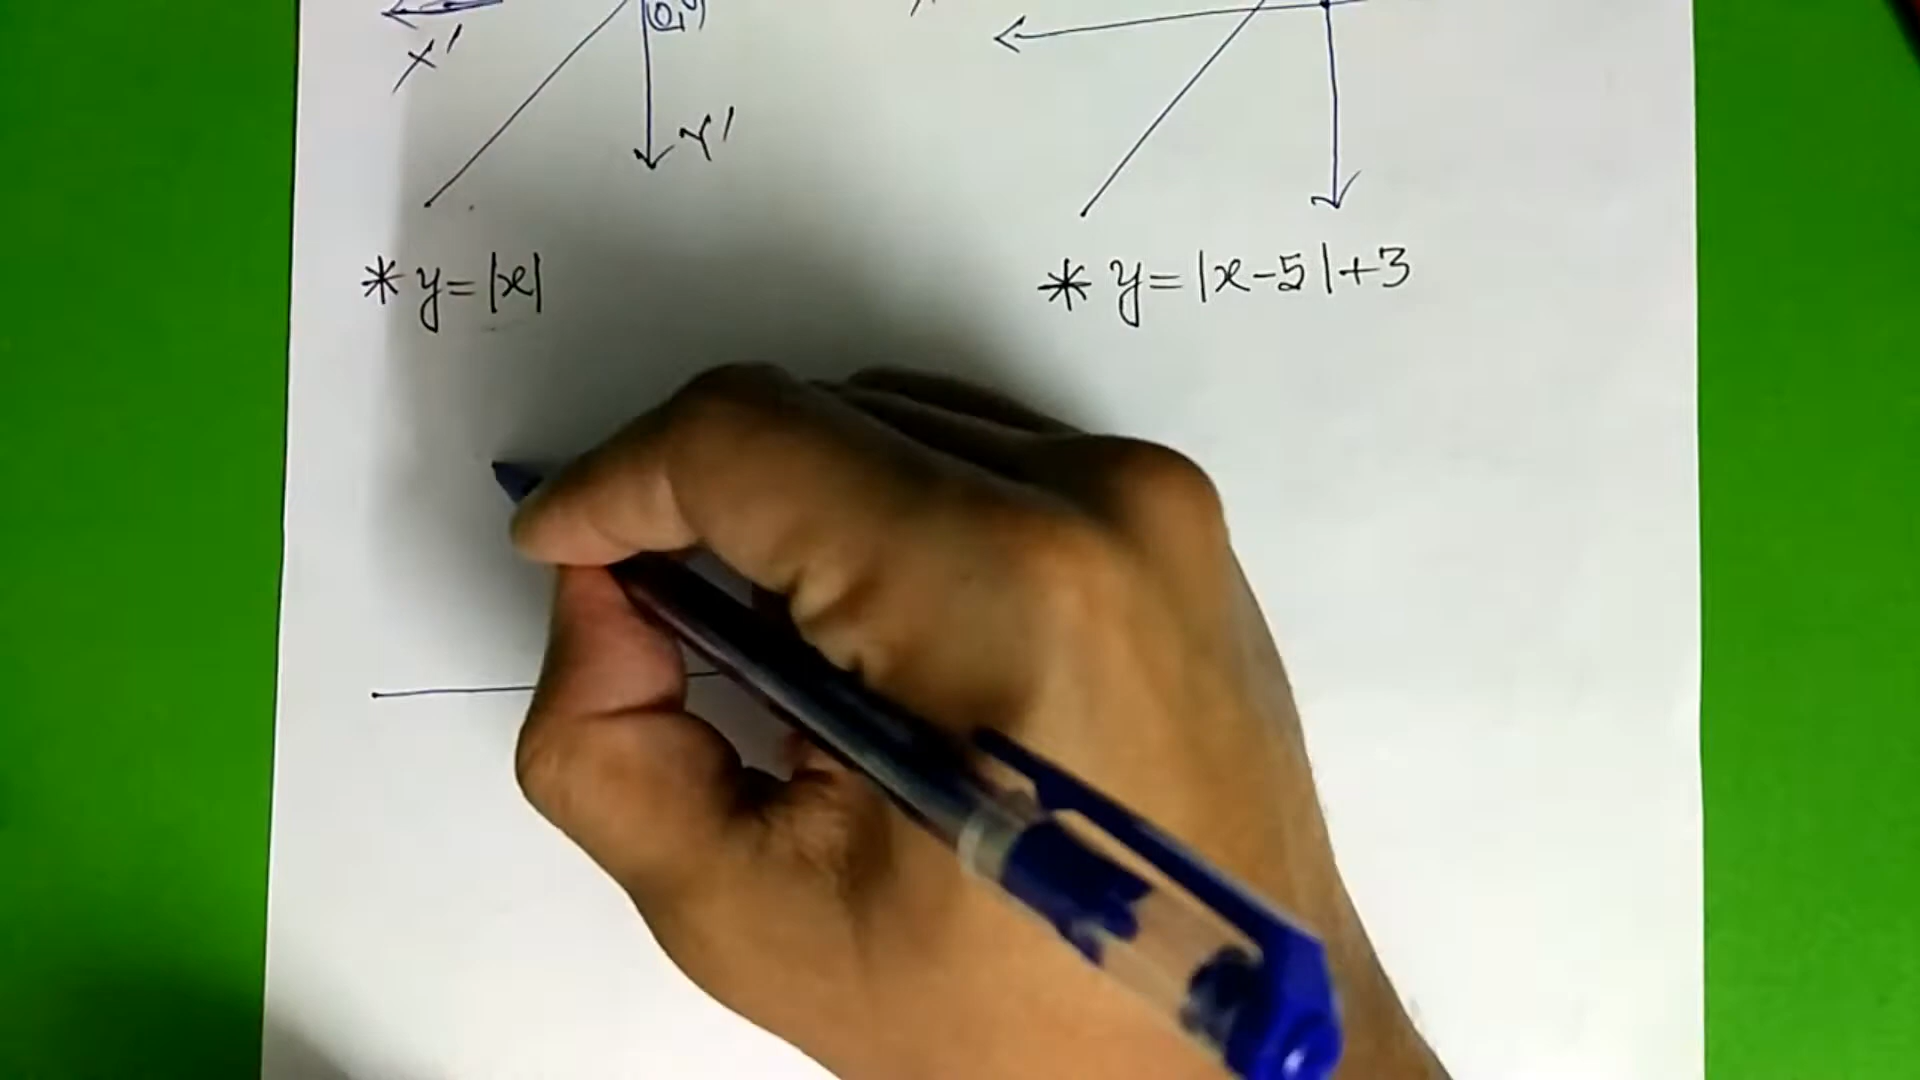 X'
(0,0)
Y'
* y=|x|
* y=|x-5|+3